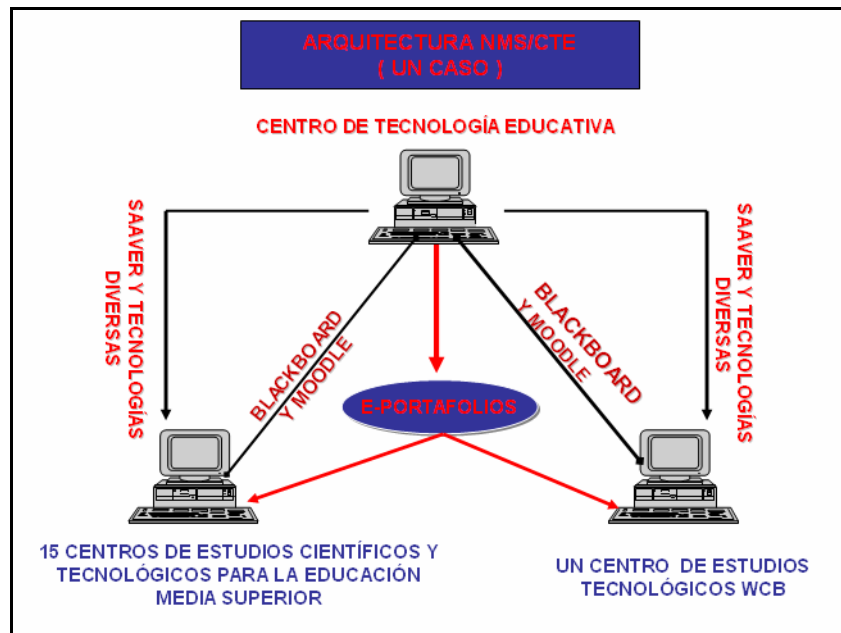 ARQUITECTURA NMS/CTE
( UN CASO )
CENTRO DE TECNOLOGÍA EDUCATIVA
SAAVER Y TECNOLOGÍAS
DIVERSAS
BLACKBOARD
Y MOODLE
E-PORTAFOLIOS
BLACKBOARD
Y MOODLE
SAAVER Y TECNOLOGÍAS
DIVERSAS
15 CENTROS DE ESTUDIOS CIENTÍFICOS Y
TECNOLÓGICOS PARA LA EDUCACIÓN
MEDIA SUPERIOR
UN CENTRO DE ESTUDIOS
TECNOLÓGICOS WCB